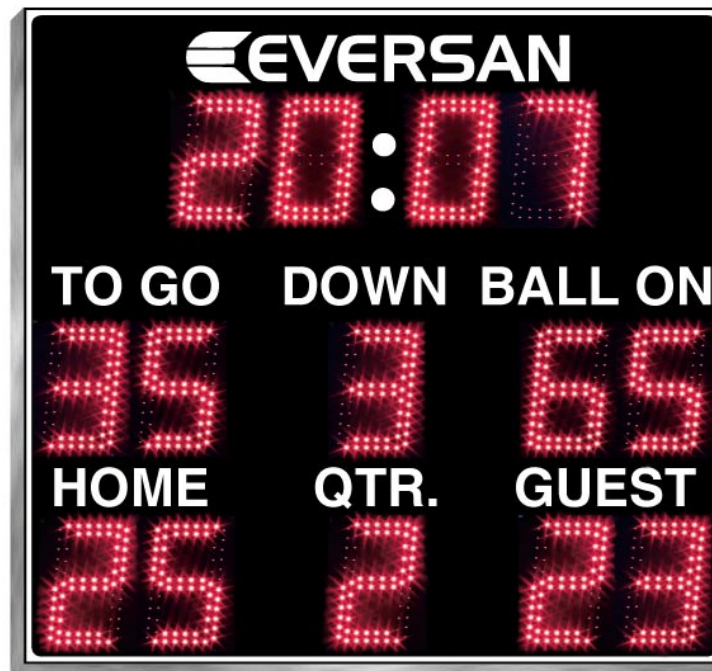 EVERSAN
20:07
TO GO DOWN BALL ON
35 3 65
HOME QTR. GUEST
25 2 23